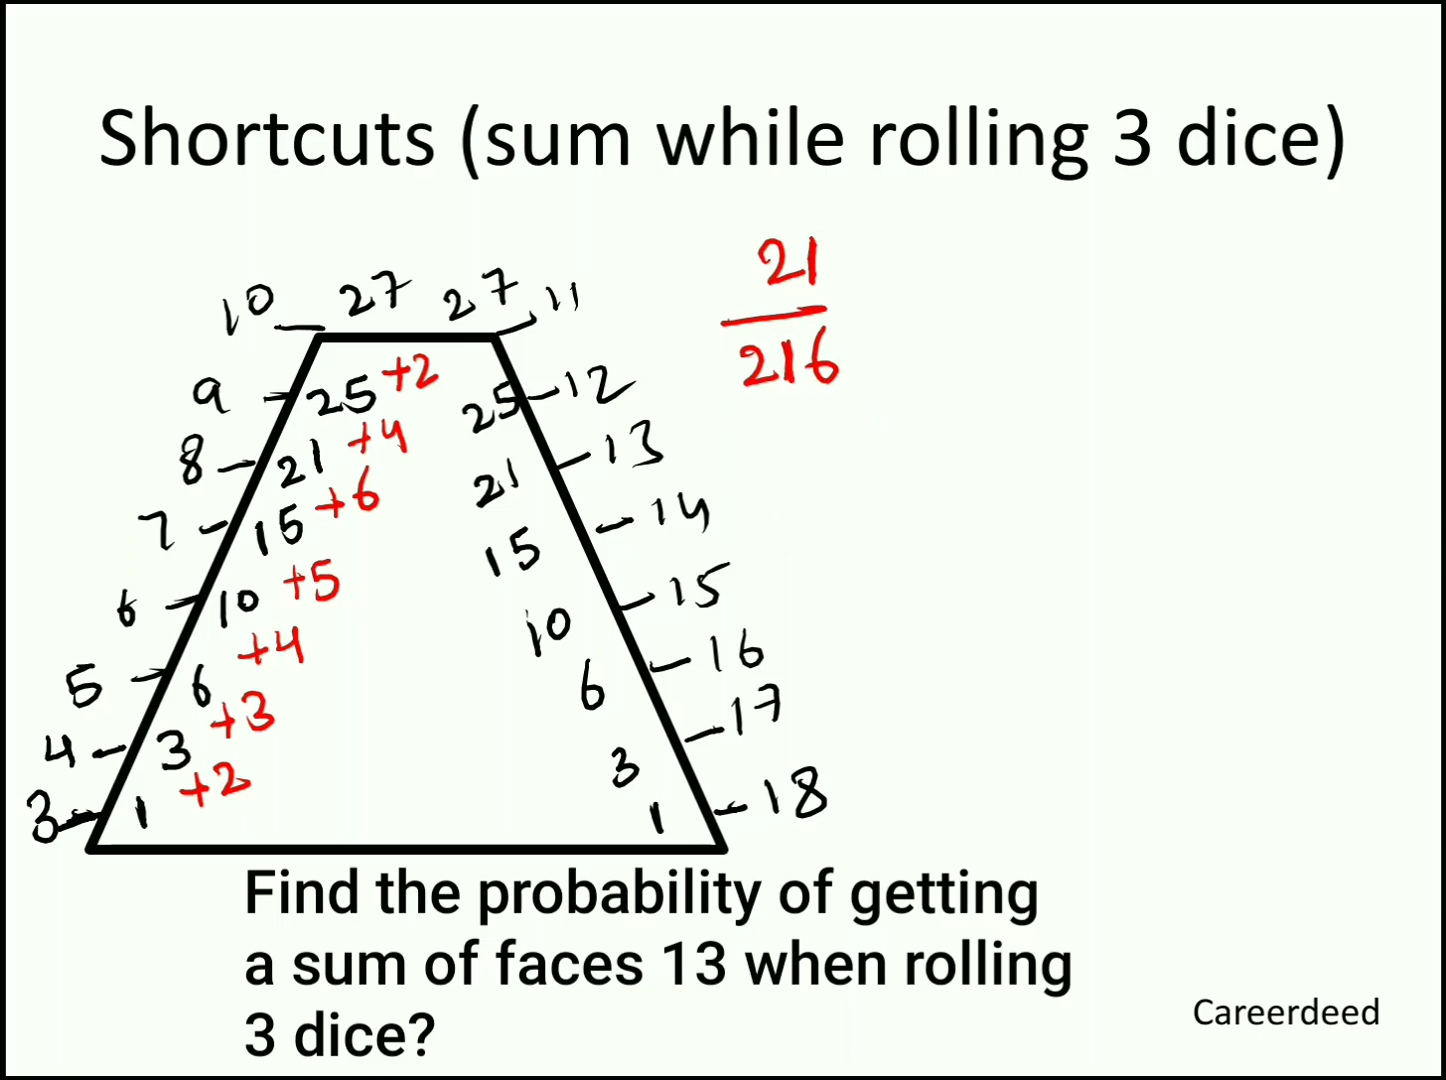 Shortcuts (sum while rolling 3 dice)
21
216
10 27 27 11
9 25 +2 25 12
8 21 +4 21 13
7 15 +6 15 14
6 10 +5 10 15
5 6 +4 6 16
4 3 +3 3 17
3 1 +2 1 18
Find the probability of getting
a sum of faces 13 when rolling
3 dice?
Careerdeed